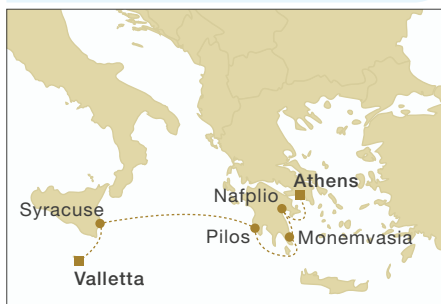 Athens
Nafplio
Syracuse
Pilos
Monemvasia
Valletta